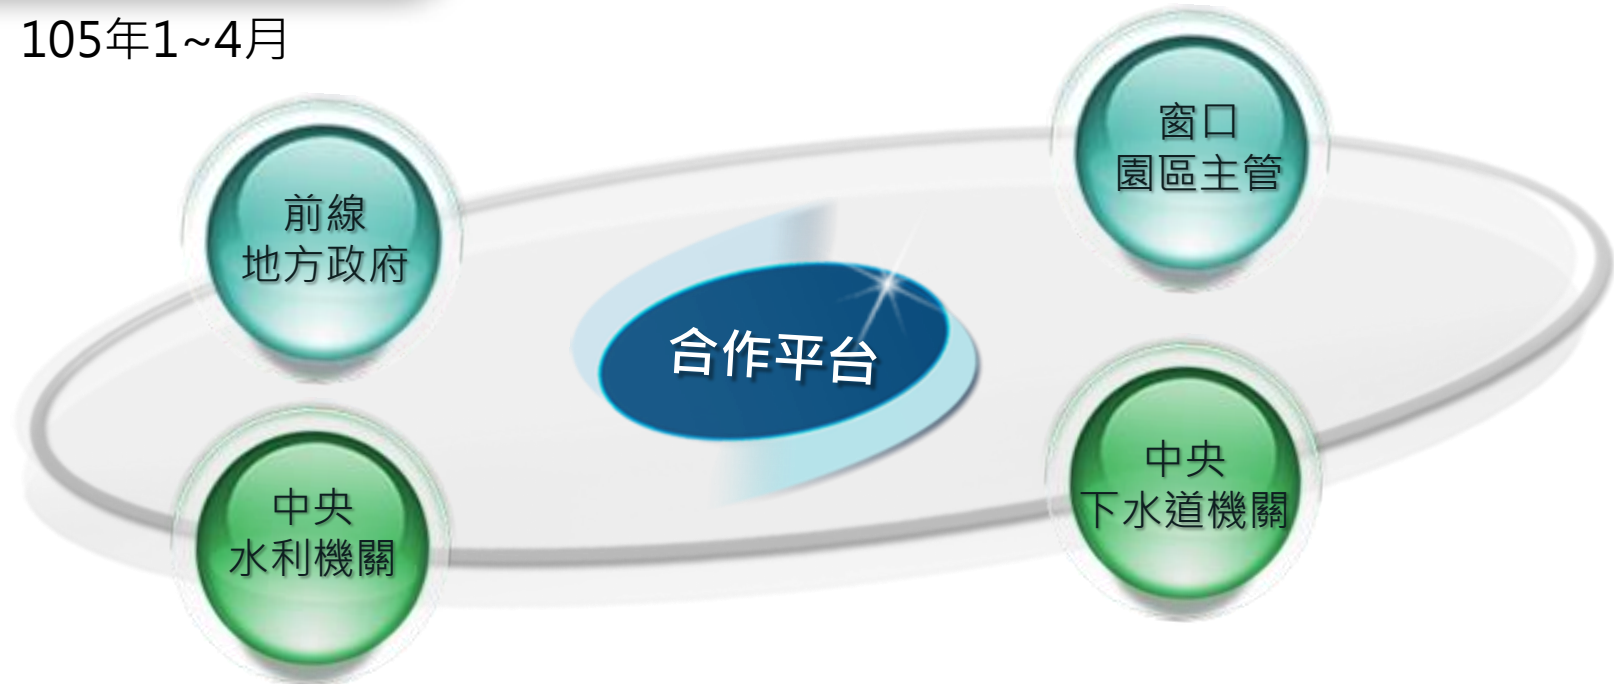 105年1~4月
窗口
園區主管
前線
地方政府
合作平台
中央
下水道機關
中央
水利機關